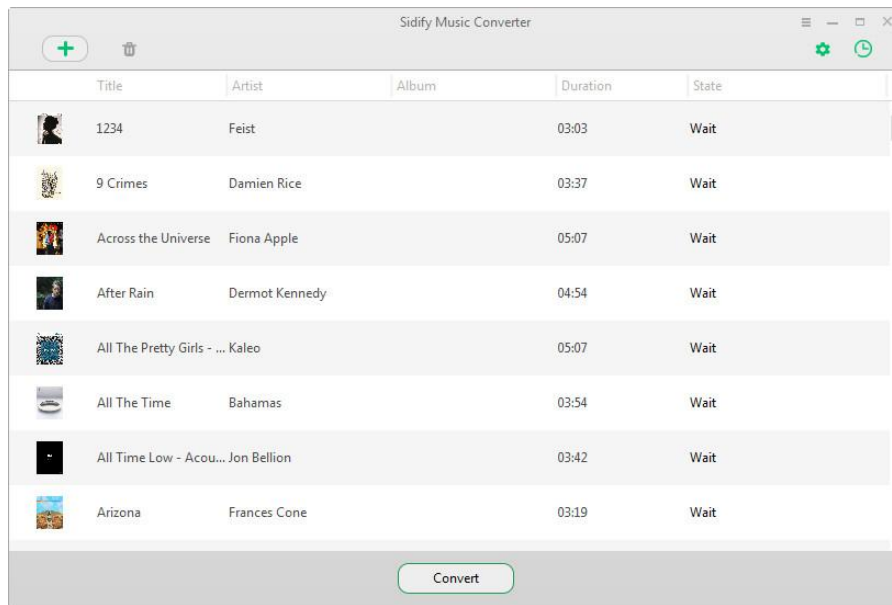 Sidify Music Converter
Title Artist Album Duration State
1234 Feist 03:03 Wait
9 Crimes Damien Rice 03:37 Wait
Across the Universe Fiona Apple 05:07 Wait
After Rain Dermot Kennedy 04:54 Wait
All The Pretty Girls - ... Kaleo 05:07 Wait
All The Time Bahamas 03:54 Wait
All Time Low - Acou... Jon Bellion 03:42 Wait
Arizona Frances Cone 03:19 Wait
Convert